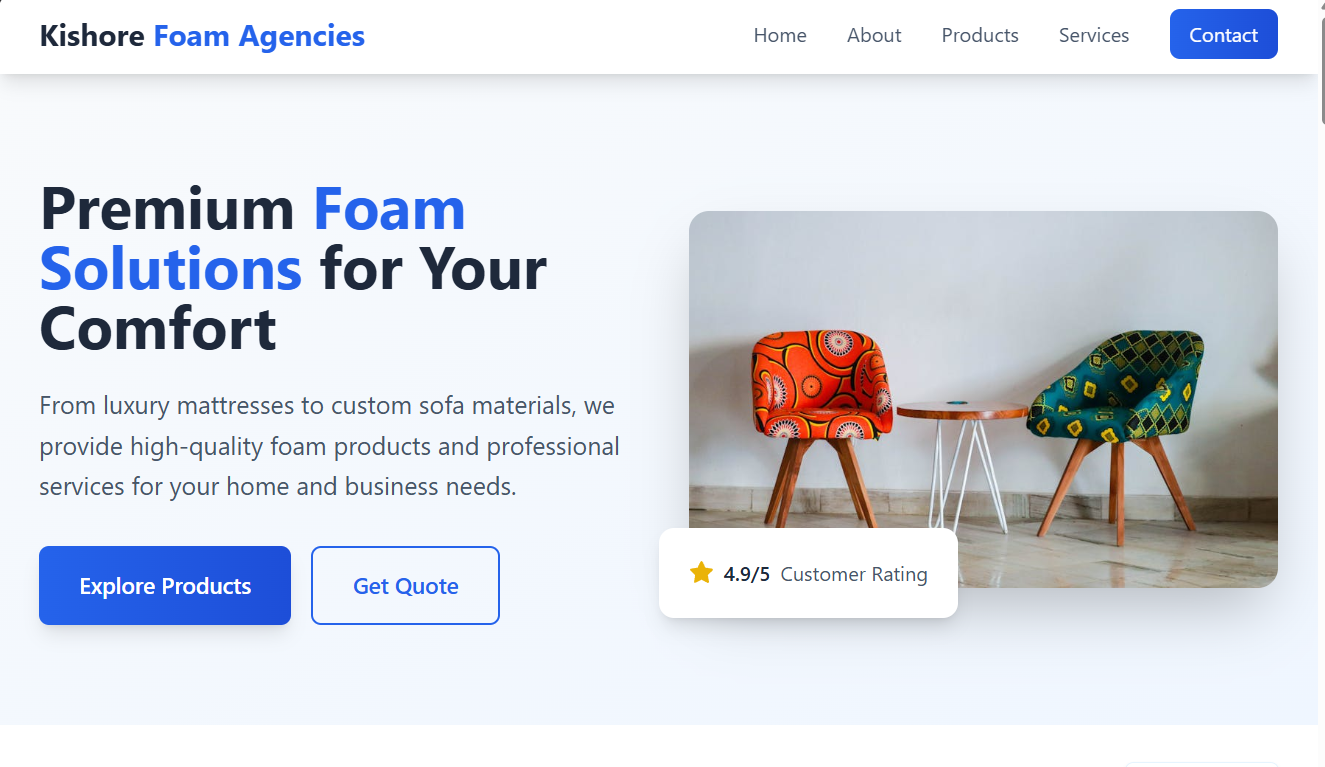 Kishore Foam Agencies
Home About Products Services Contact
Premium Foam
Solutions for Your
Comfort
From luxury mattresses to custom sofa materials, we
provide high-quality foam products and professional
services for your home and business needs.
Explore Products Get Quote
4.9/5 Customer Rating